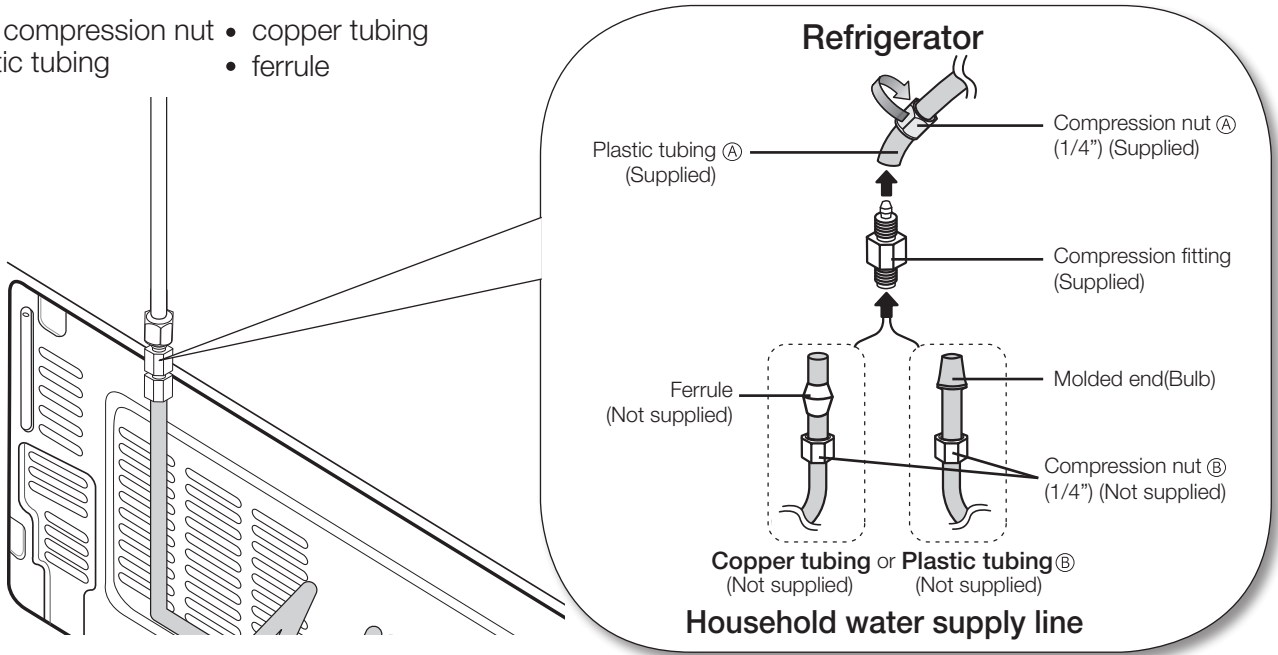 compression nut • copper tubing
tic tubing • ferrule
Refrigerator
Compression nut Ⓐ
(1/4”) (Supplied)
Plastic tubing Ⓐ
(Supplied)
Compression fitting
(Supplied)
Ferrule
(Not supplied)
Molded end(Bulb)
Compression nut Ⓑ
(1/4”) (Not supplied)
Copper tubing or Plastic tubing Ⓑ
(Not supplied) (Not supplied)
Household water supply line